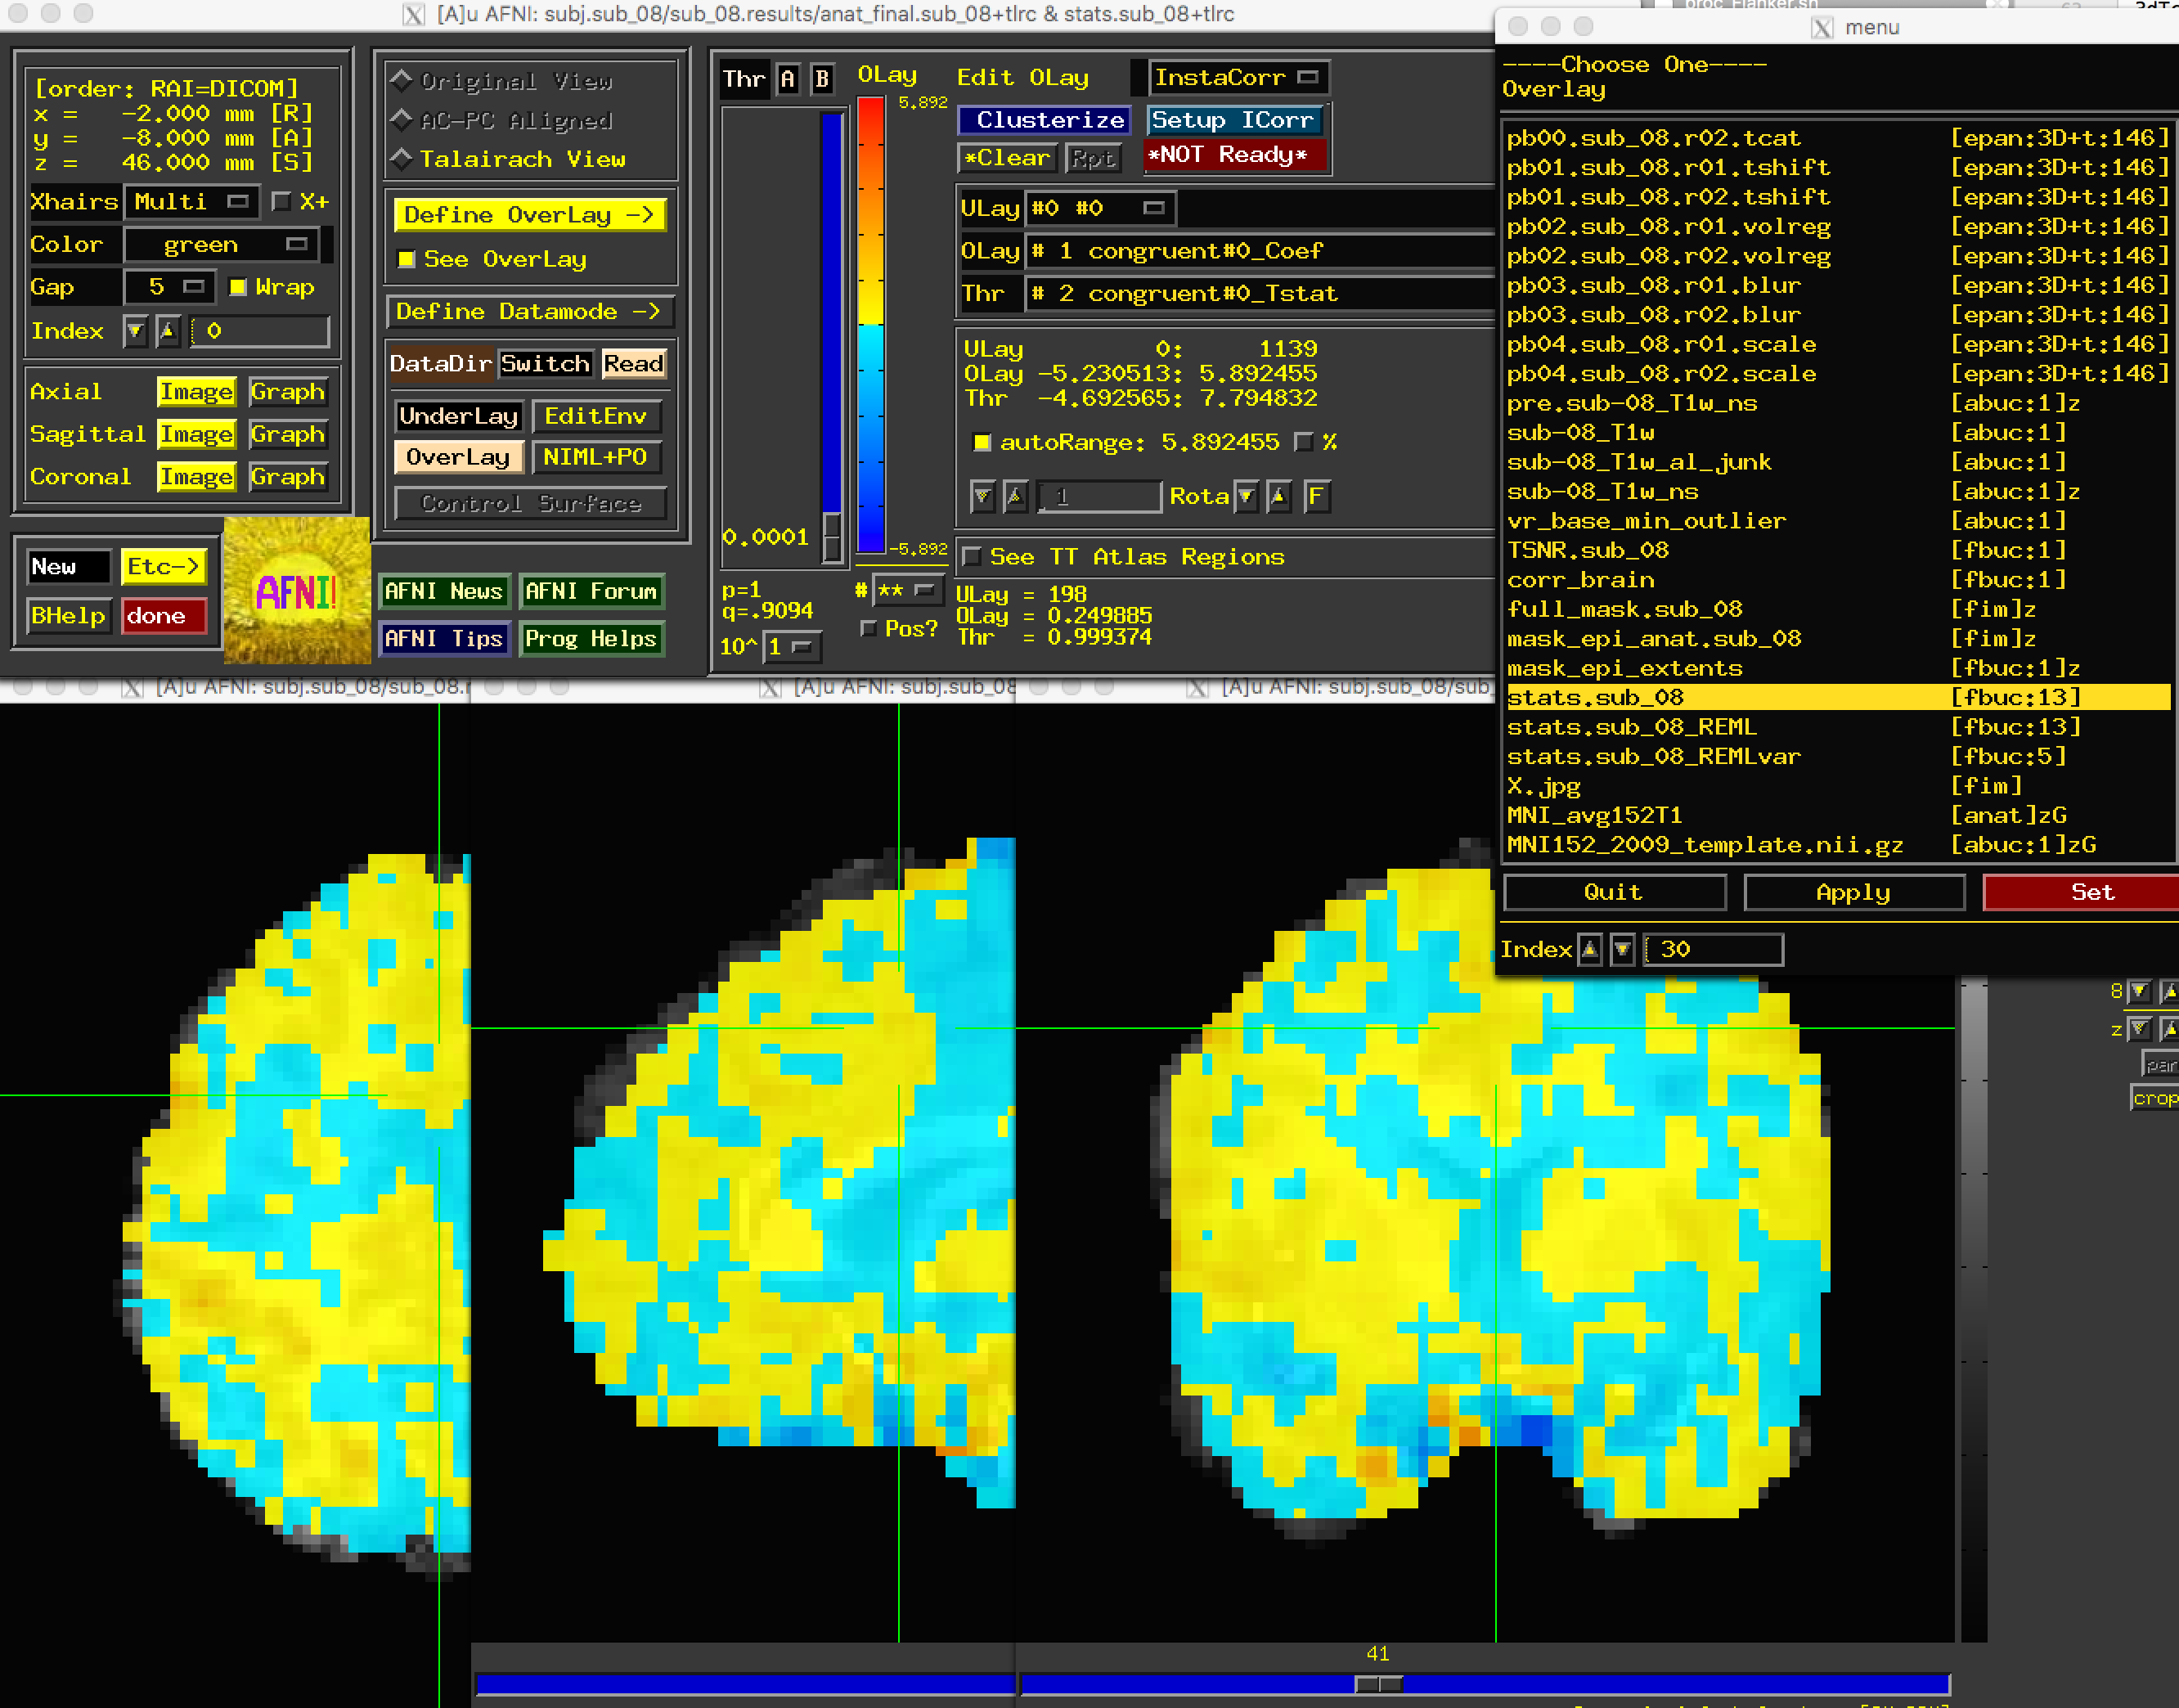 [A]u AFNI: subj.sub_08/sub_08.results/anat_final.sub_08+tlrc & stats.sub_08+tlrc
[order: RAI=DICOM]
x = -2.000 mm [R]
y = -8.000 mm [A]
z = 46.000 mm [S]
Xhairs Multi X+
Color green
Gap 5 Wrap
Index 0
Axial Image Graph
Sagittal Image Graph
Coronal Image Graph
New Etc->
BHelp done
AFNI!
Original View
AC-PC Aligned
Talairach View
Define OverLay ->
See OverLay
Define Datamode ->
DataDir Switch Read
UnderLay EditEnv
OverLay NIML+PO
Control Surface
AFNI News AFNI Forum
AFNI Tips Prog Helps
Thr A B
0.0001
p=1
q=.9094
10^ 1
OLay
5.892
-5.892
# **
Pos?
Edit OLay InstaCorr
Clusterize Setup ICorr
*Clear Rpt *NOT Ready*
ULay #0 #0
OLay # 1 congruent#0_Coef
Thr # 2 congruent#0_Tstat
ULay 0: 1139
OLay -5.230513: 5.892455
Thr -4.692565: 7.794832
autoRange: 5.892455 %
1 Rota F
See TT Atlas Regions
ULay = 198
OLay = 0.249885
Thr = 0.999374
menu
----Choose One----
Overlay
pb00.sub_08.r02.tcat [epan:3D+t:146]
pb01.sub_08.r01.tshift [epan:3D+t:146]
pb01.sub_08.r02.tshift [epan:3D+t:146]
pb02.sub_08.r01.volreg [epan:3D+t:146]
pb02.sub_08.r02.volreg [epan:3D+t:146]
pb03.sub_08.r01.blur [epan:3D+t:146]
pb03.sub_08.r02.blur [epan:3D+t:146]
pb04.sub_08.r01.scale [epan:3D+t:146]
pb04.sub_08.r02.scale [epan:3D+t:146]
pre.sub-08_T1w_ns [abuc:1]z
sub-08_T1w [abuc:1]
sub-08_T1w_al_junk [abuc:1]
sub-08_T1w_ns [abuc:1]z
vr_base_min_outlier [abuc:1]
TSNR.sub_08 [fbuc:1]
corr_brain [fbuc:1]
full_mask.sub_08 [fim]z
mask_epi_anat.sub_08 [fim]z
mask_epi_extents [fbuc:1]z
stats.sub_08 [fbuc:13]
stats.sub_08_REML [fbuc:13]
stats.sub_08_REMLvar [fbuc:5]
X.jpg [fim]
MNI_avg152T1 [anat]zG
MNI152_2009_template.nii.gz [abuc:1]zG
Quit Apply Set
Index 30
[A]u AFNI: subj.sub_08/sub_08.r
[A]u AFNI: subj.sub_08
[A]u AFNI: subj.sub_08/sub_
8
z
par
crop
41